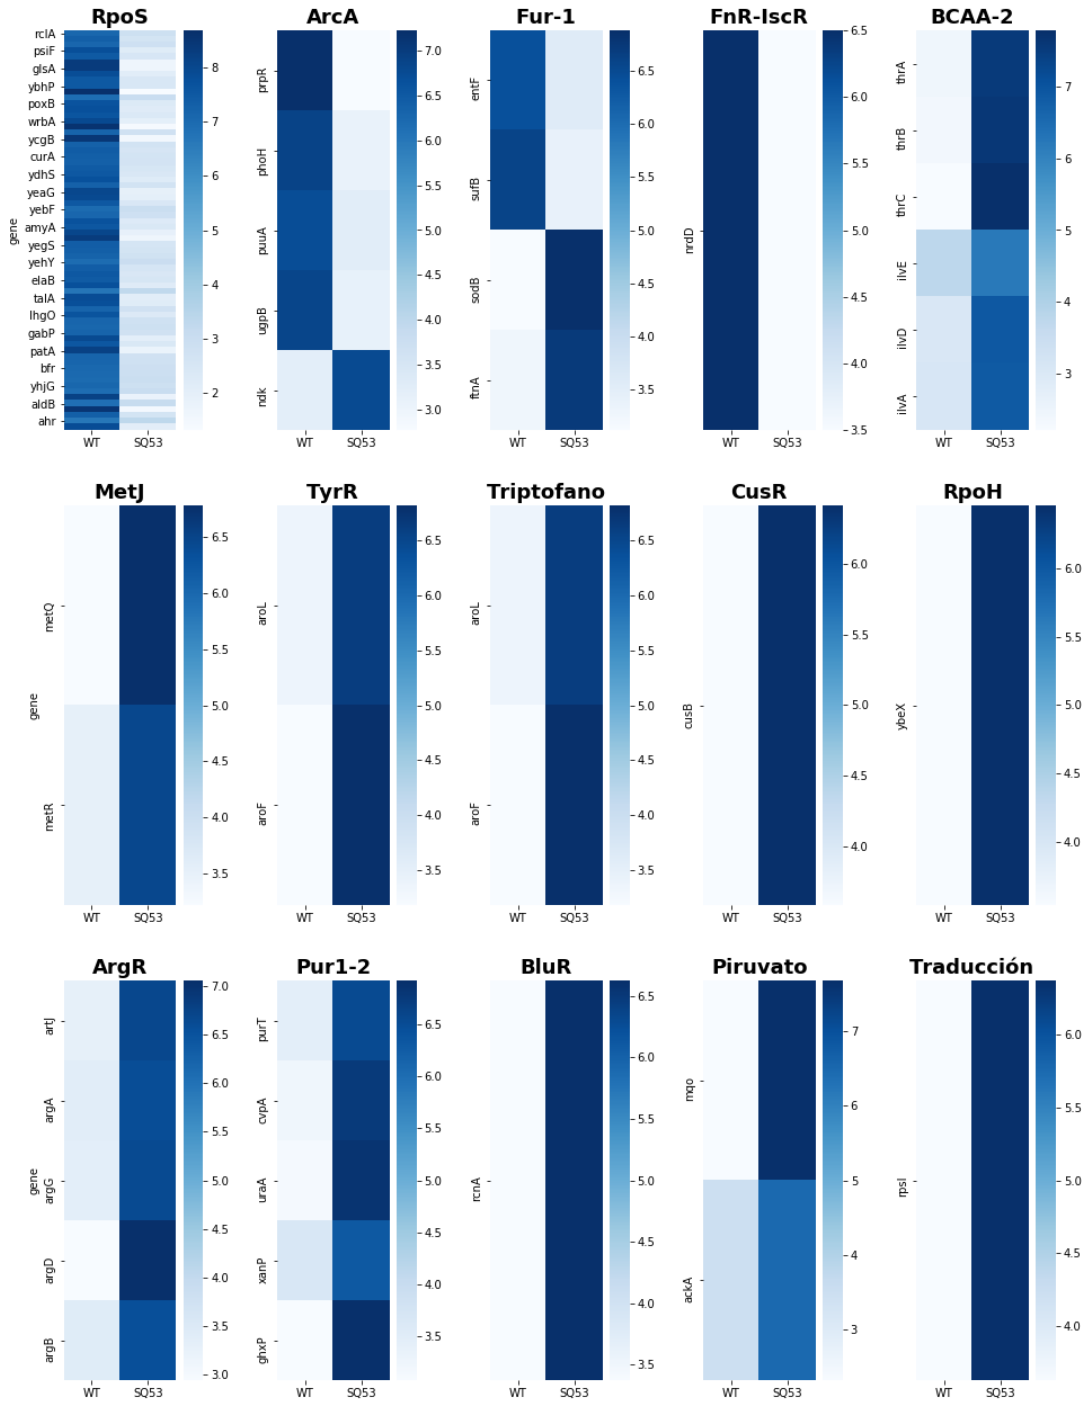 RpoS
gene
rclA
psiF
glsA
ybhP
poxB
wrbA
ycgB
curA
ydhS
yeaG
yebF
amyA
yegS
yehY
elaB
talA
lhgO
gabP
patA
bfr
yhjG
aldB
ahr
WT SQ53
8
7
6
5
4
3
2
ArcA
prpR
phoH
puuA
ugpB
ndk
WT SQ53
7.0
6.5
6.0
5.5
5.0
4.5
4.0
3.5
3.0
Fur-1
entF
sufB
sodB
ftnA
WT SQ53
6.5
6.0
5.5
5.0
4.5
4.0
3.5
FnR-IscR
nrdD
WT SQ53
6.5
6.0
5.5
5.0
4.5
4.0
3.5
BCAA-2
thrA
thrB
thrC
ilvE
ilvD
ilvA
WT SQ53
7
6
5
4
3
MetJ
gene
metQ
metR
WT SQ53
6.5
6.0
5.5
5.0
4.5
4.0
3.5
TyrR
aroL
aroF
WT SQ53
6.5
6.0
5.5
5.0
4.5
4.0
3.5
Triptofano
aroL
aroF
WT SQ53
6.5
6.0
5.5
5.0
4.5
4.0
3.5
CusR
cusB
WT SQ53
6.0
5.5
5.0
4.5
4.0
RpoH
ybeX
WT SQ53
6.0
5.5
5.0
4.5
4.0
ArgR
gene
artJ
argA
argG
argD
argB
WT SQ53
7.0
6.5
6.0
5.5
5.0
4.5
4.0
3.5
3.0
Pur1-2
purT
cvpA
uraA
xanP
ghxP
WT SQ53
6.5
6.0
5.5
5.0
4.5
4.0
3.5
BluR
rcnA
WT SQ53
6.5
6.0
5.5
5.0
4.5
4.0
3.5
Piruvato
mqo
ackA
WT SQ53
7
6
5
4
3
Traducción
rpsI
WT SQ53
6.0
5.5
5.0
4.5
4.0